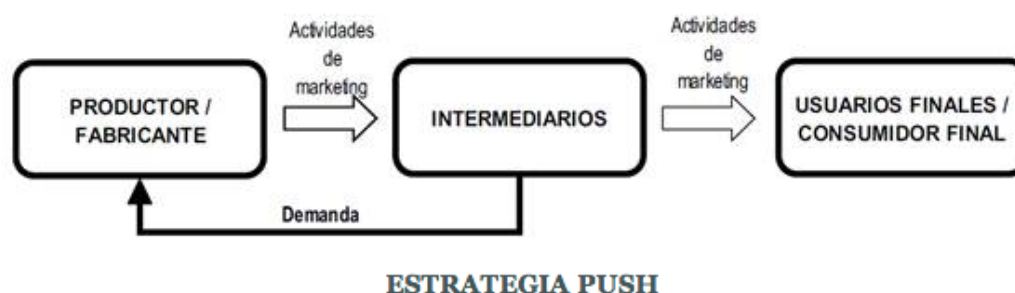 Actividades
de
marketing
Actividades
de
marketing
PRODUCTOR /
FABRICANTE
INTERMEDIARIOS
USUARIOS FINALES /
CONSUMIDOR FINAL
Demanda
ESTRATEGIA PUSH